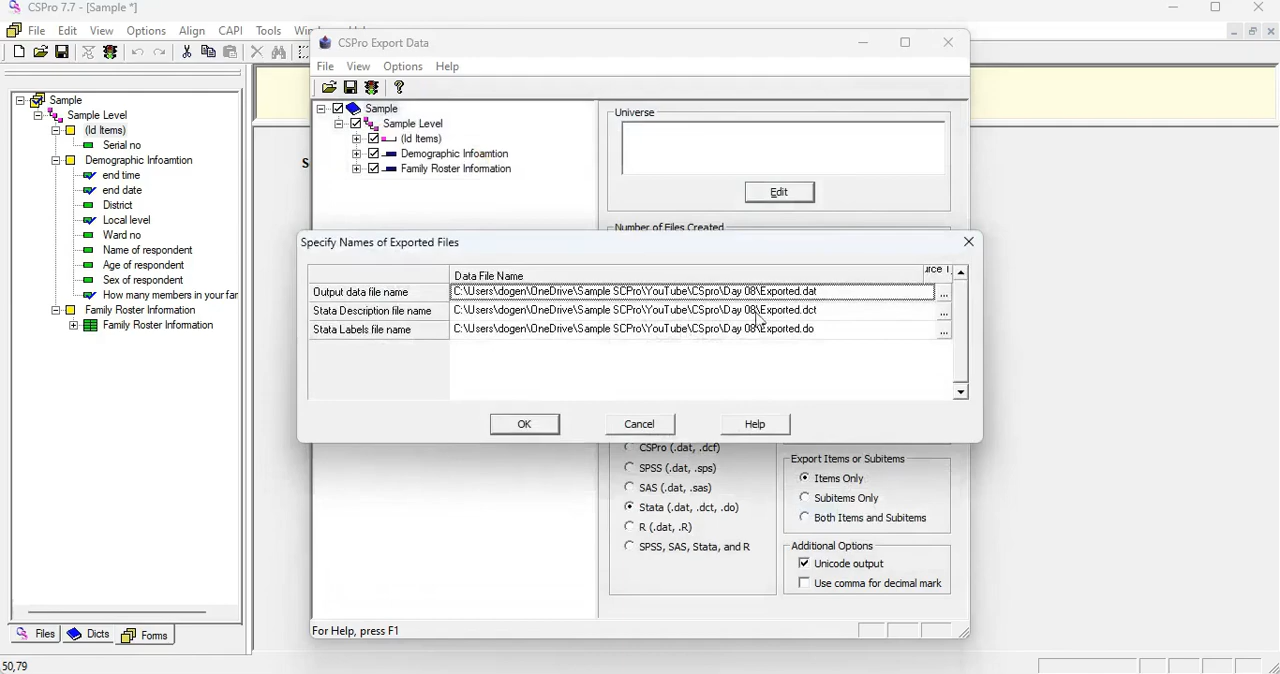 CSPro 7.7 - [Sample *]
File Edit View Options Align CAPI Tools
Sample
Sample Level
(Id Items)
Serial no
Demographic Infoamtion
end time
end date
District
Local level
Ward no
Name of respondent
Age of respondent
Sex of respondent
How many members in your far
Family Roster Information
Family Roster Information
Files Dicts Forms
50,79
CSPro Export Data
File View Options Help
Sample
Sample Level
(Id Items)
Demographic Infoamtion
Family Roster Information
Universe
Edit
Number of Files Created
Specify Names of Exported Files
Data File Name
Output data file name C:\Users\dogen\OneDrive\Sample SCPro\YouTube\CSpro\Day 08\Exported.dat ...
Stata Description file name C:\Users\dogen\OneDrive\Sample SCPro\YouTube\CSpro\Day 08\Exported.dct ...
Stata Labels file name C:\Users\dogen\OneDrive\Sample SCPro\YouTube\CSpro\Day 08\Exported.do ...
OK Cancel Help
CSPro (.dat, .dcf)
SPSS (.dat, .sps)
SAS (.dat, .sas)
Stata (.dat, .dct, .do)
R (.dat, .R)
SPSS, SAS, Stata, and R
Export Items or Subitems
Items Only
Subitems Only
Both Items and Subitems
Additional Options
Unicode output
Use comma for decimal mark
For Help, press F1